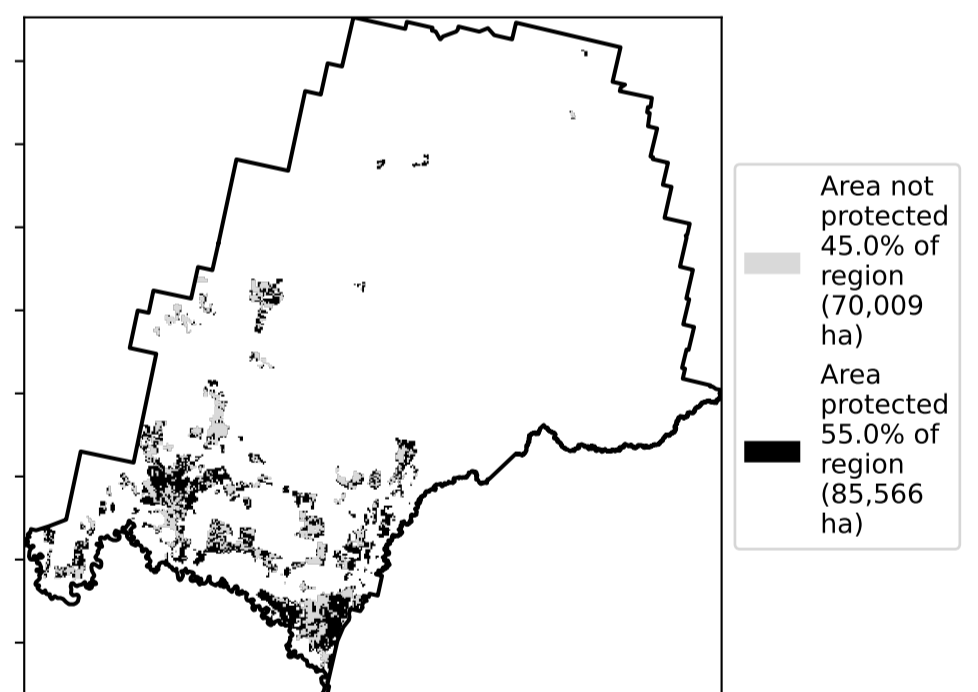 Area not
protected
45.0% of
region
(70,009
ha)
Area
protected
55.0% of
region
(85,566
ha)